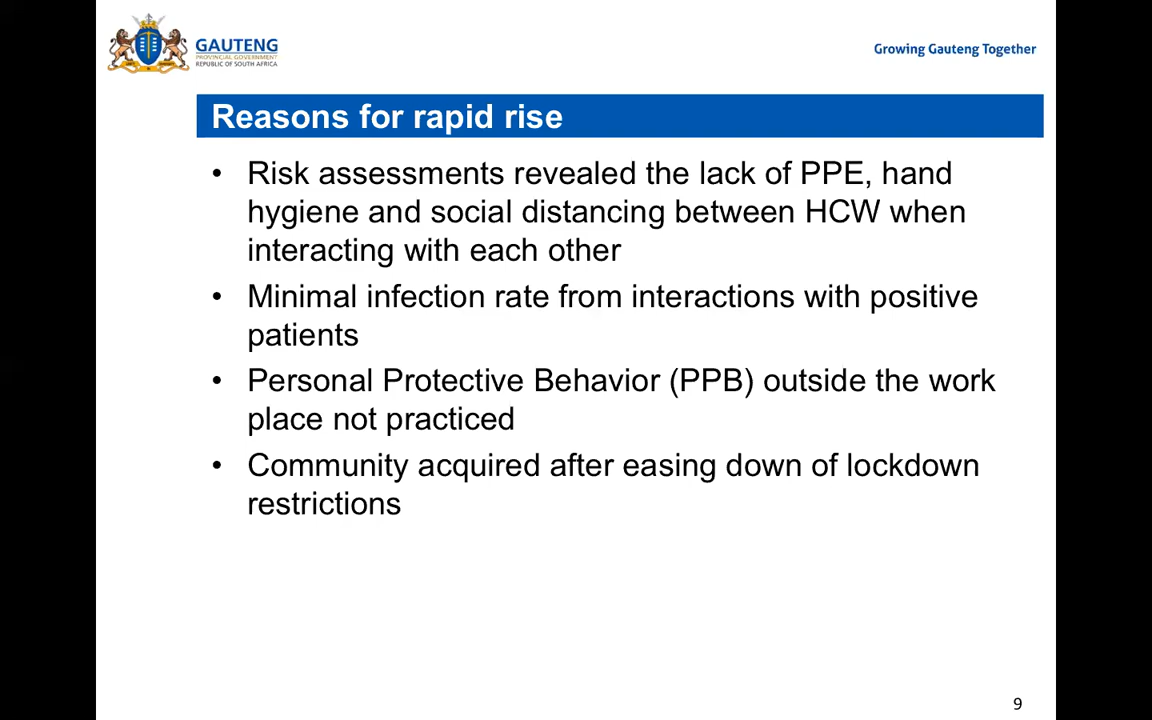 GAUTENG
PROVINCIAL GOVERNMENT
REPUBLIC OF SOUTH AFRICA
Growing Gauteng Together
Reasons for rapid rise
• Risk assessments revealed the lack of PPE, hand
hygiene and social distancing between HCW when
interacting with each other
• Minimal infection rate from interactions with positive
patients
• Personal Protective Behavior (PPB) outside the work
place not practiced
• Community acquired after easing down of lockdown
restrictions
9